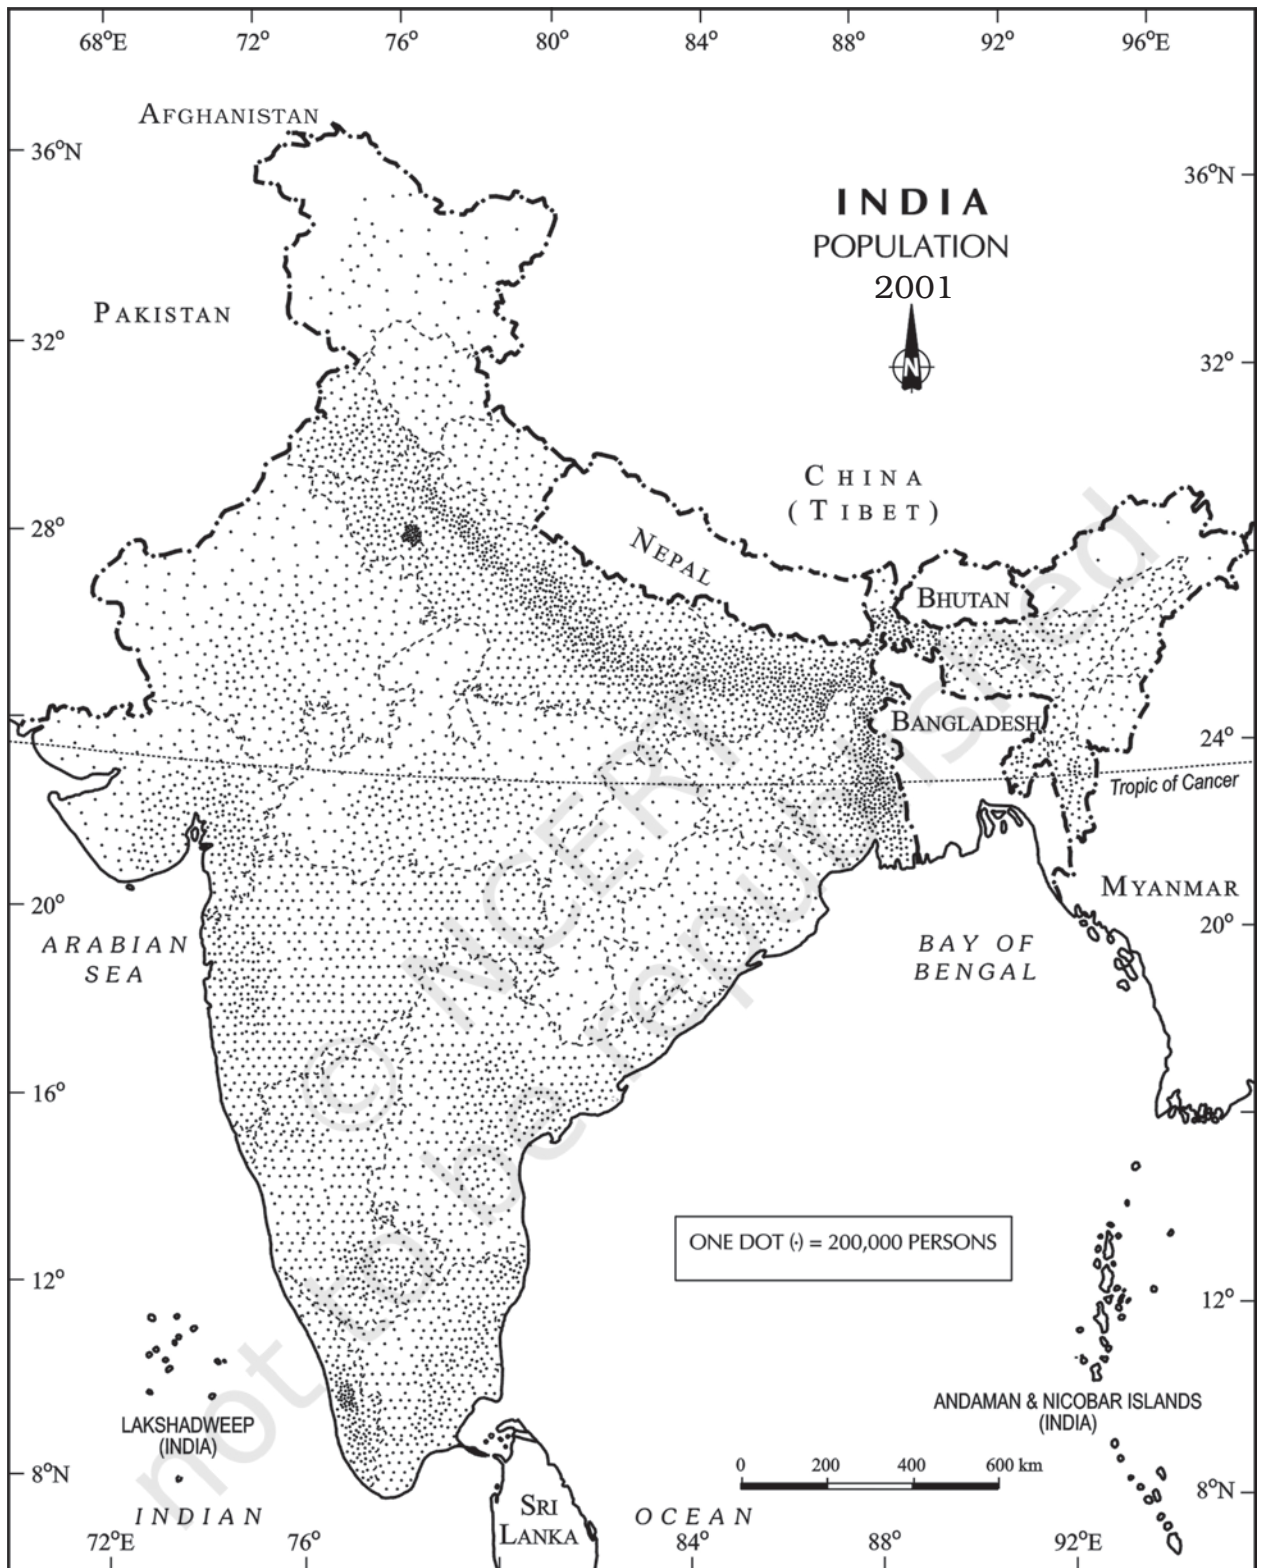 68°E 72° 76° 80° 84° 88° 92° 96°E
AFGHANISTAN
36°N
36°N
INDIA
POPULATION
2001
PAKISTAN
N
32°
32°
CHINA
(TIBET)
28°
NEPAL
BHUTAN
BANGLADESH
24°
Tropic of Cancer
MYANMAR
20°
20°
ARABIAN
SEA
BAY OF
BENGAL
© NCERT
not to be republished
16°
ONE DOT (·) = 200,000 PERSONS
12°
12°
LAKSHADWEEP
(INDIA)
ANDAMAN & NICOBAR ISLANDS
(INDIA)
0 200 400 600 km
8°N
8°N
INDIAN OCEAN
SRI
LANKA
72°E 76° 84° 88° 92°E